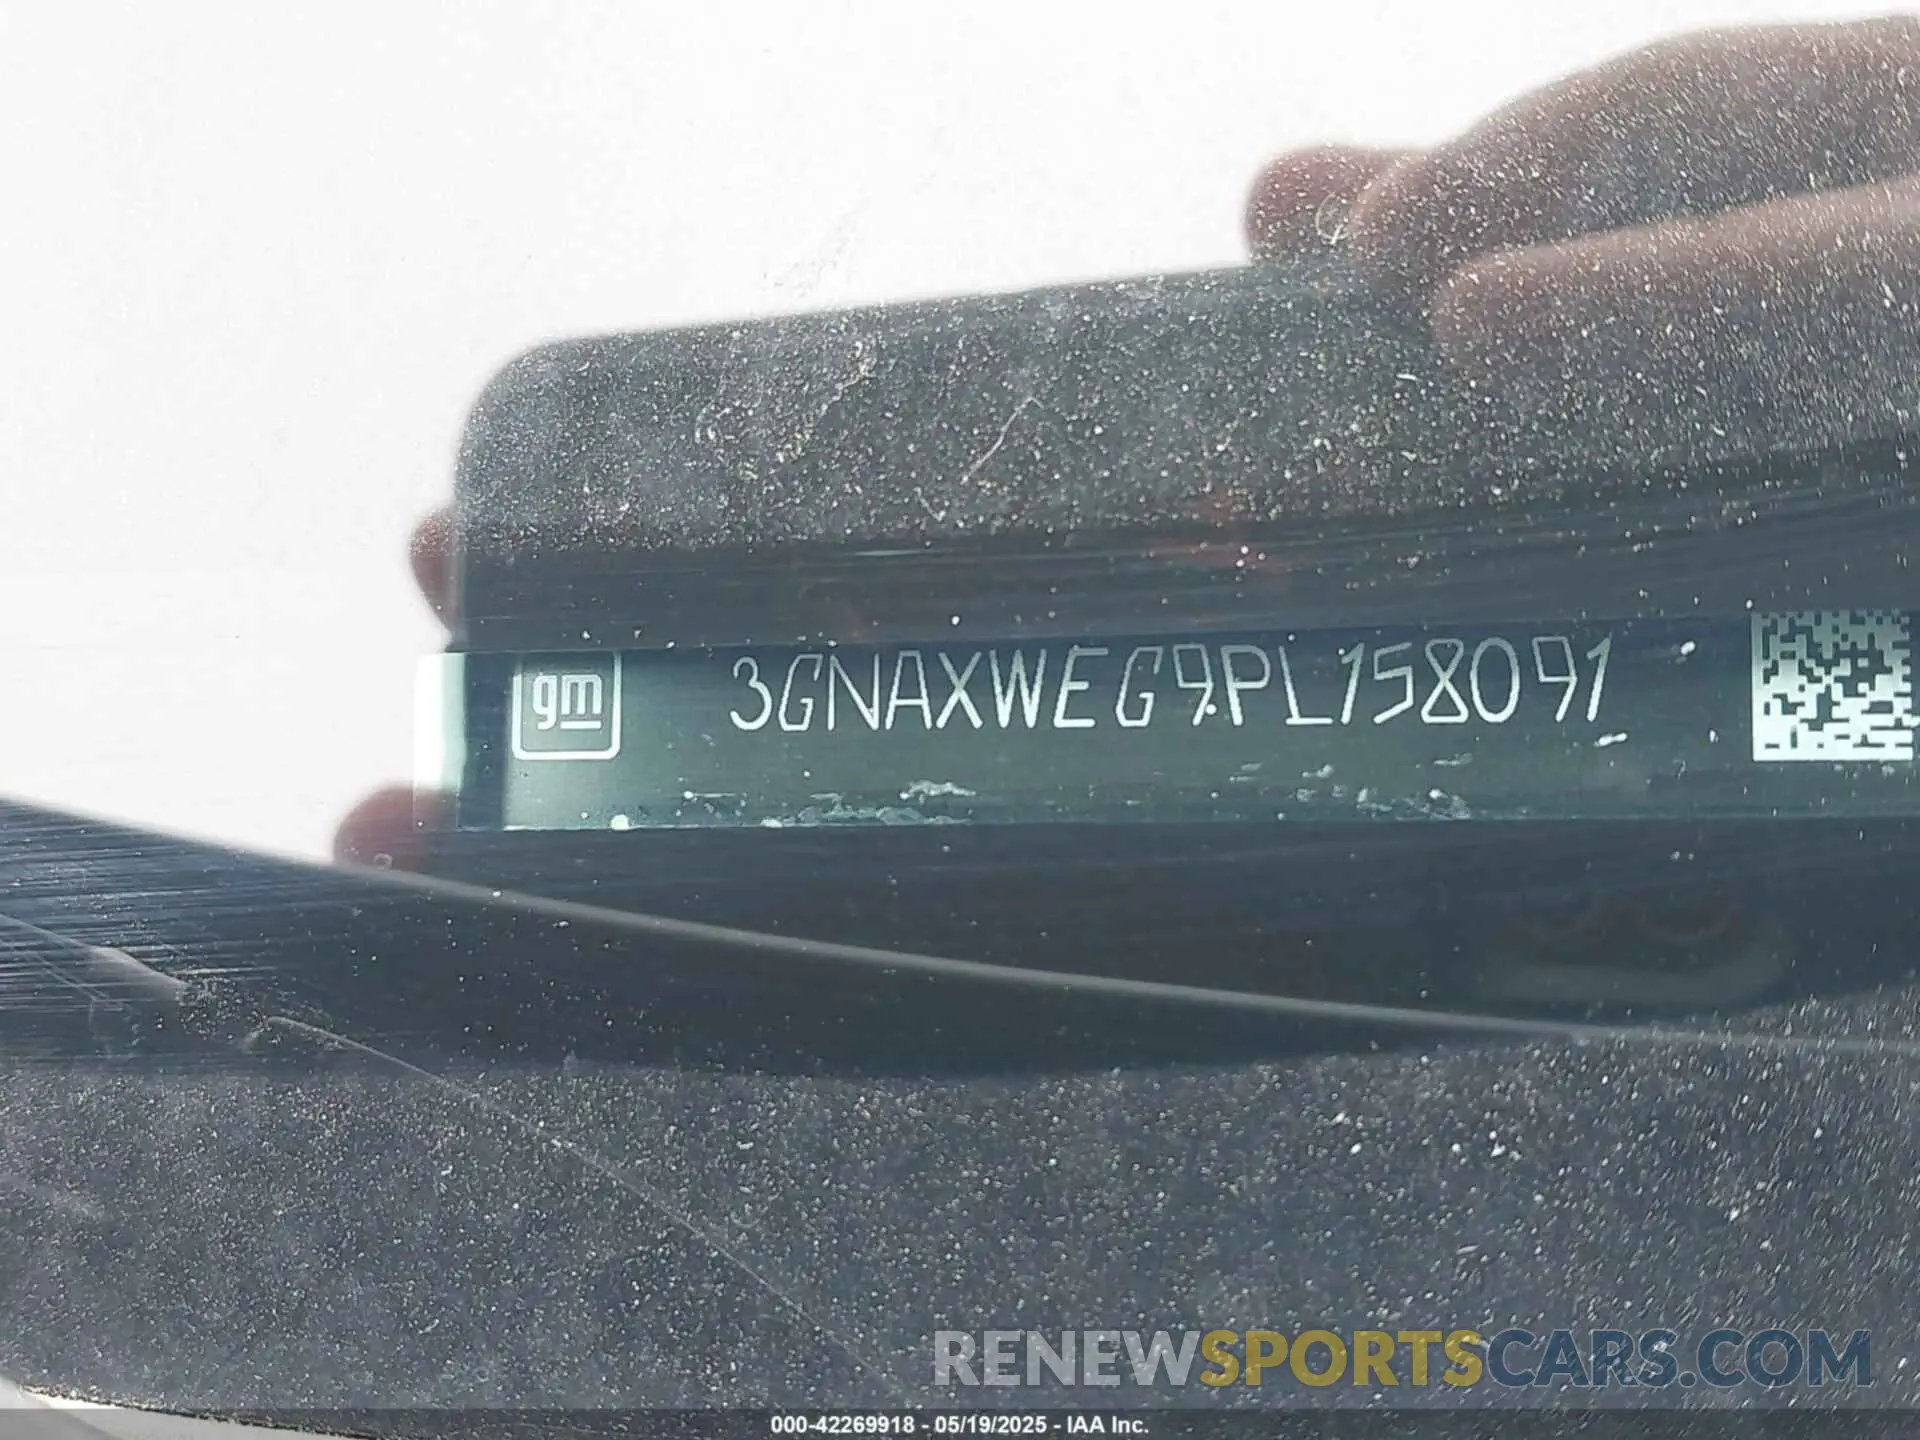 gm 3GNAXWEG9PL158091
RENEWSPORTSCARS.COM
000-42269918 - 05/19/2025 - IAA Inc.